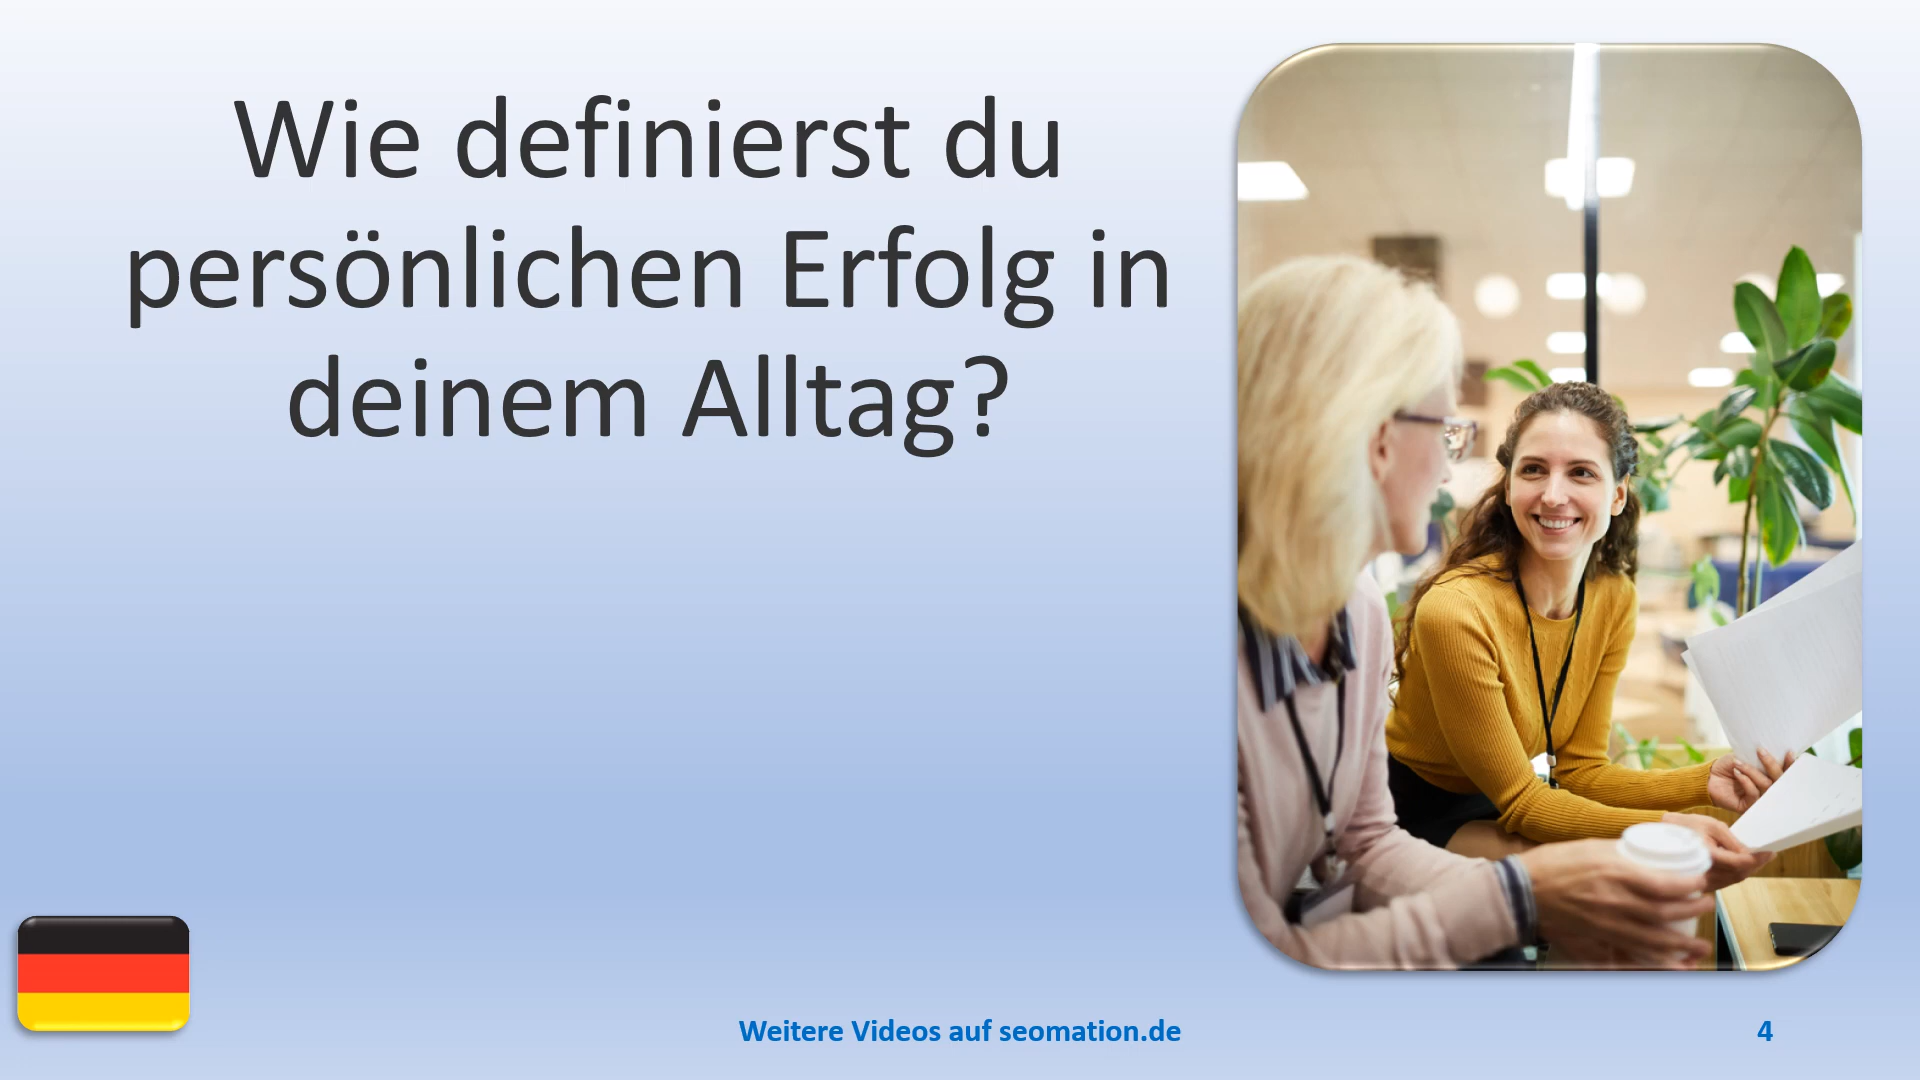 Wie definierst du
persönlichen Erfolg in
deinem Alltag?
Weitere Videos auf seomation.de
4